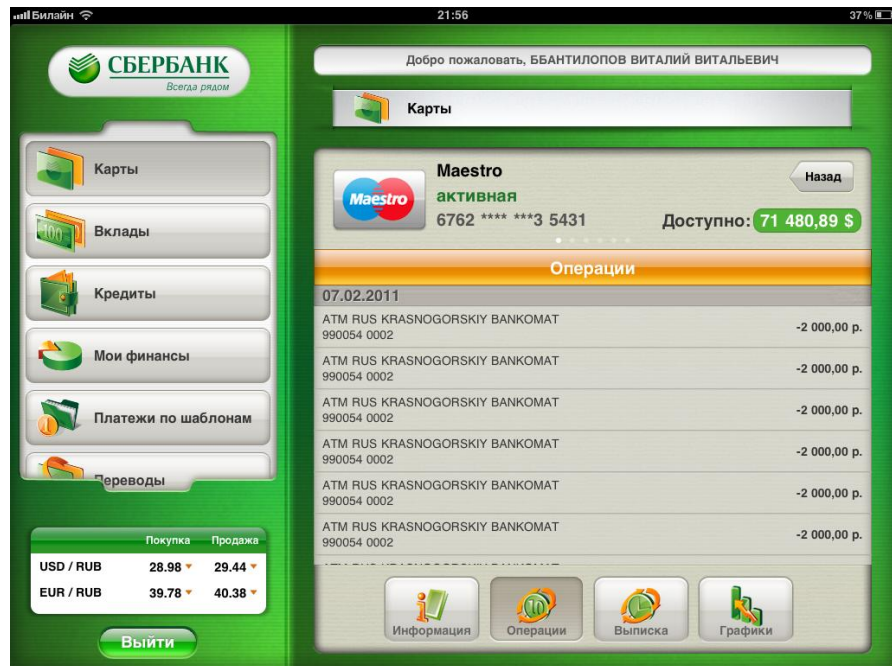 Билайн 21:56 37%
СБЕРБАНК
Всегда рядом
Карты
Вклады
Кредиты
Мои финансы
Платежи по шаблонам
Переводы
Покупка Продажа
USD / RUB 28.98 29.44
EUR / RUB 39.78 40.38
Выйти
Добро пожаловать, ББАНТИЛОПОВ ВИТАЛИЙ ВИТАЛЬЕВИЧ
Карты
Maestro
Maestro
активная
6762 **** ***3 5431
Доступно: 71 480,89 $
Назад
Операции
07.02.2011
ATM RUS KRASNOGORSKIY BANKOMAT
990054 0002
-2 000,00 р.
ATM RUS KRASNOGORSKIY BANKOMAT
990054 0002
-2 000,00 р.
ATM RUS KRASNOGORSKIY BANKOMAT
990054 0002
-2 000,00 р.
ATM RUS KRASNOGORSKIY BANKOMAT
990054 0002
-2 000,00 р.
ATM RUS KRASNOGORSKIY BANKOMAT
990054 0002
-2 000,00 р.
ATM RUS KRASNOGORSKIY BANKOMAT
990054 0002
-2 000,00 р.
Информация Операции Выписка Графики